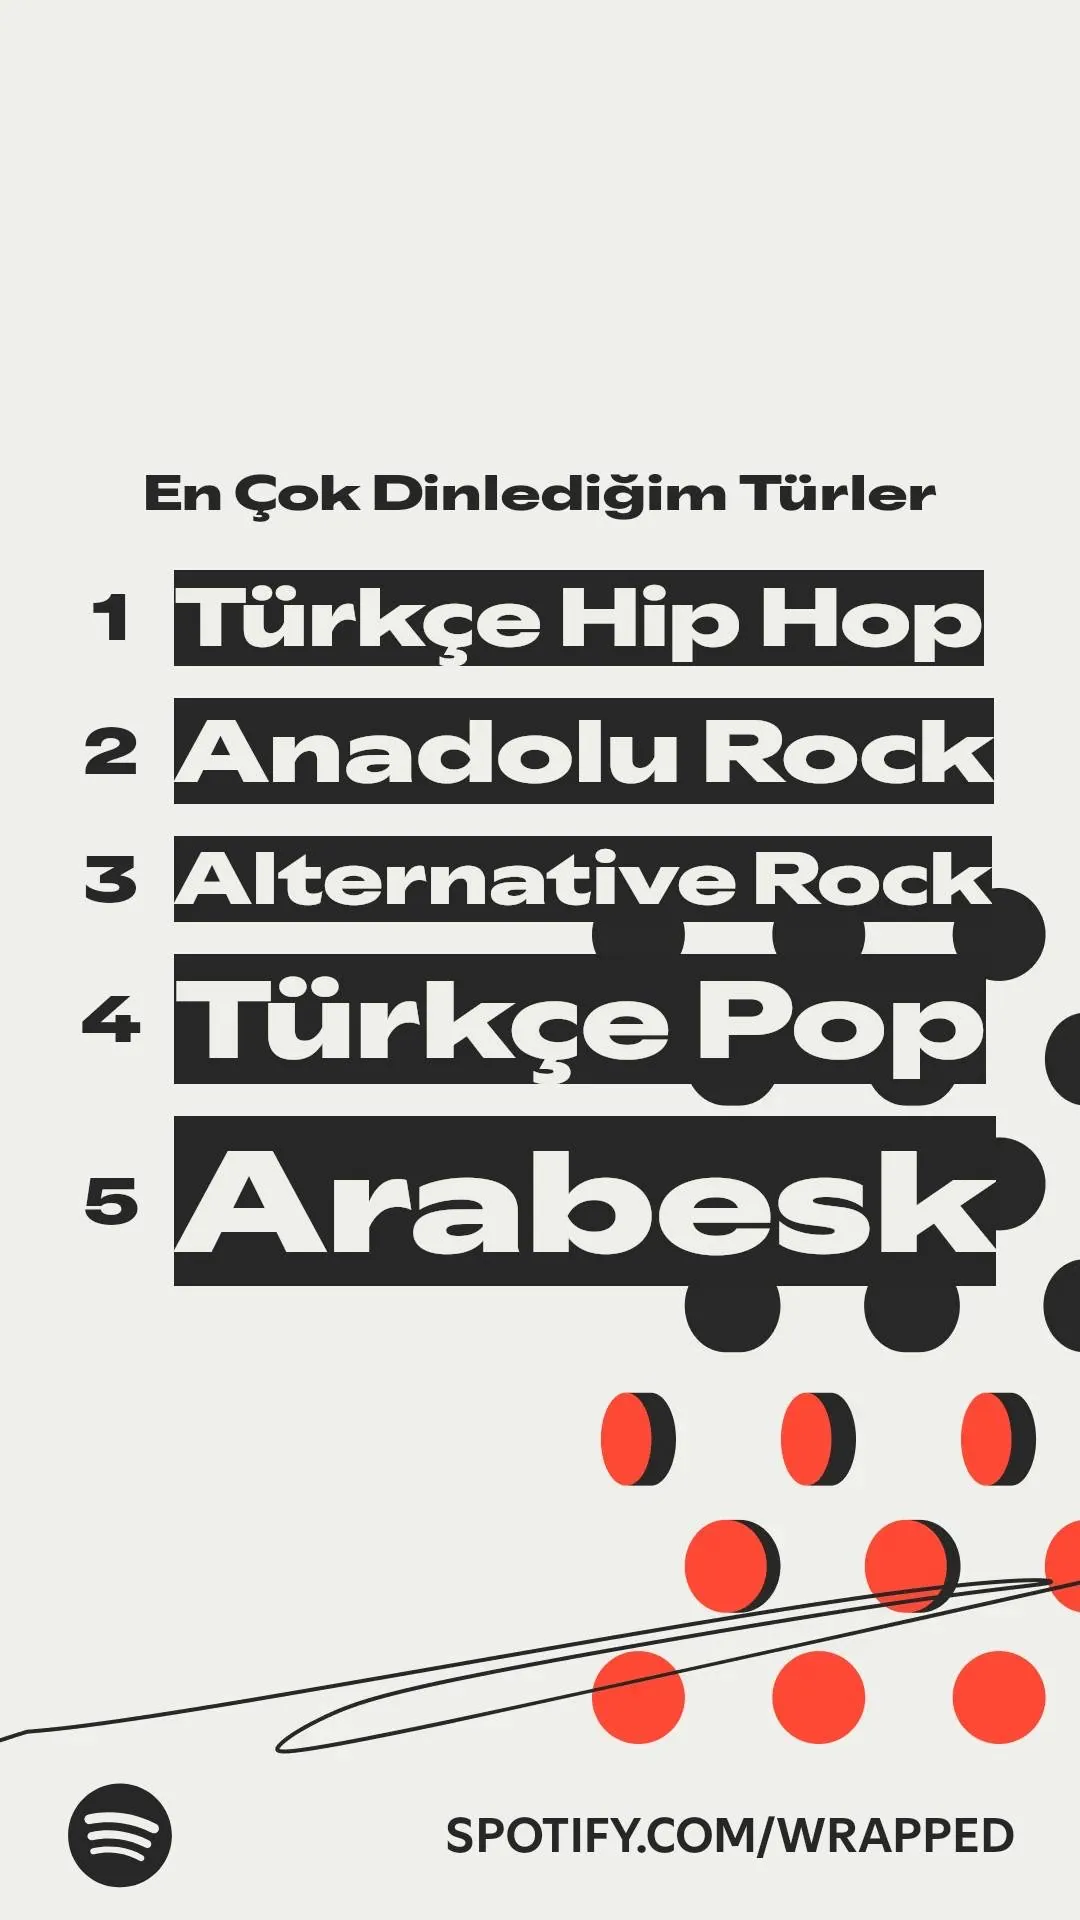 En Çok Dinlediğim Türler
1 Türkçe Hip Hop
2 Anadolu Rock
3 Alternative Rock
4 Türkçe Pop
5 Arabesk
SPOTIFY.COM/WRAPPED